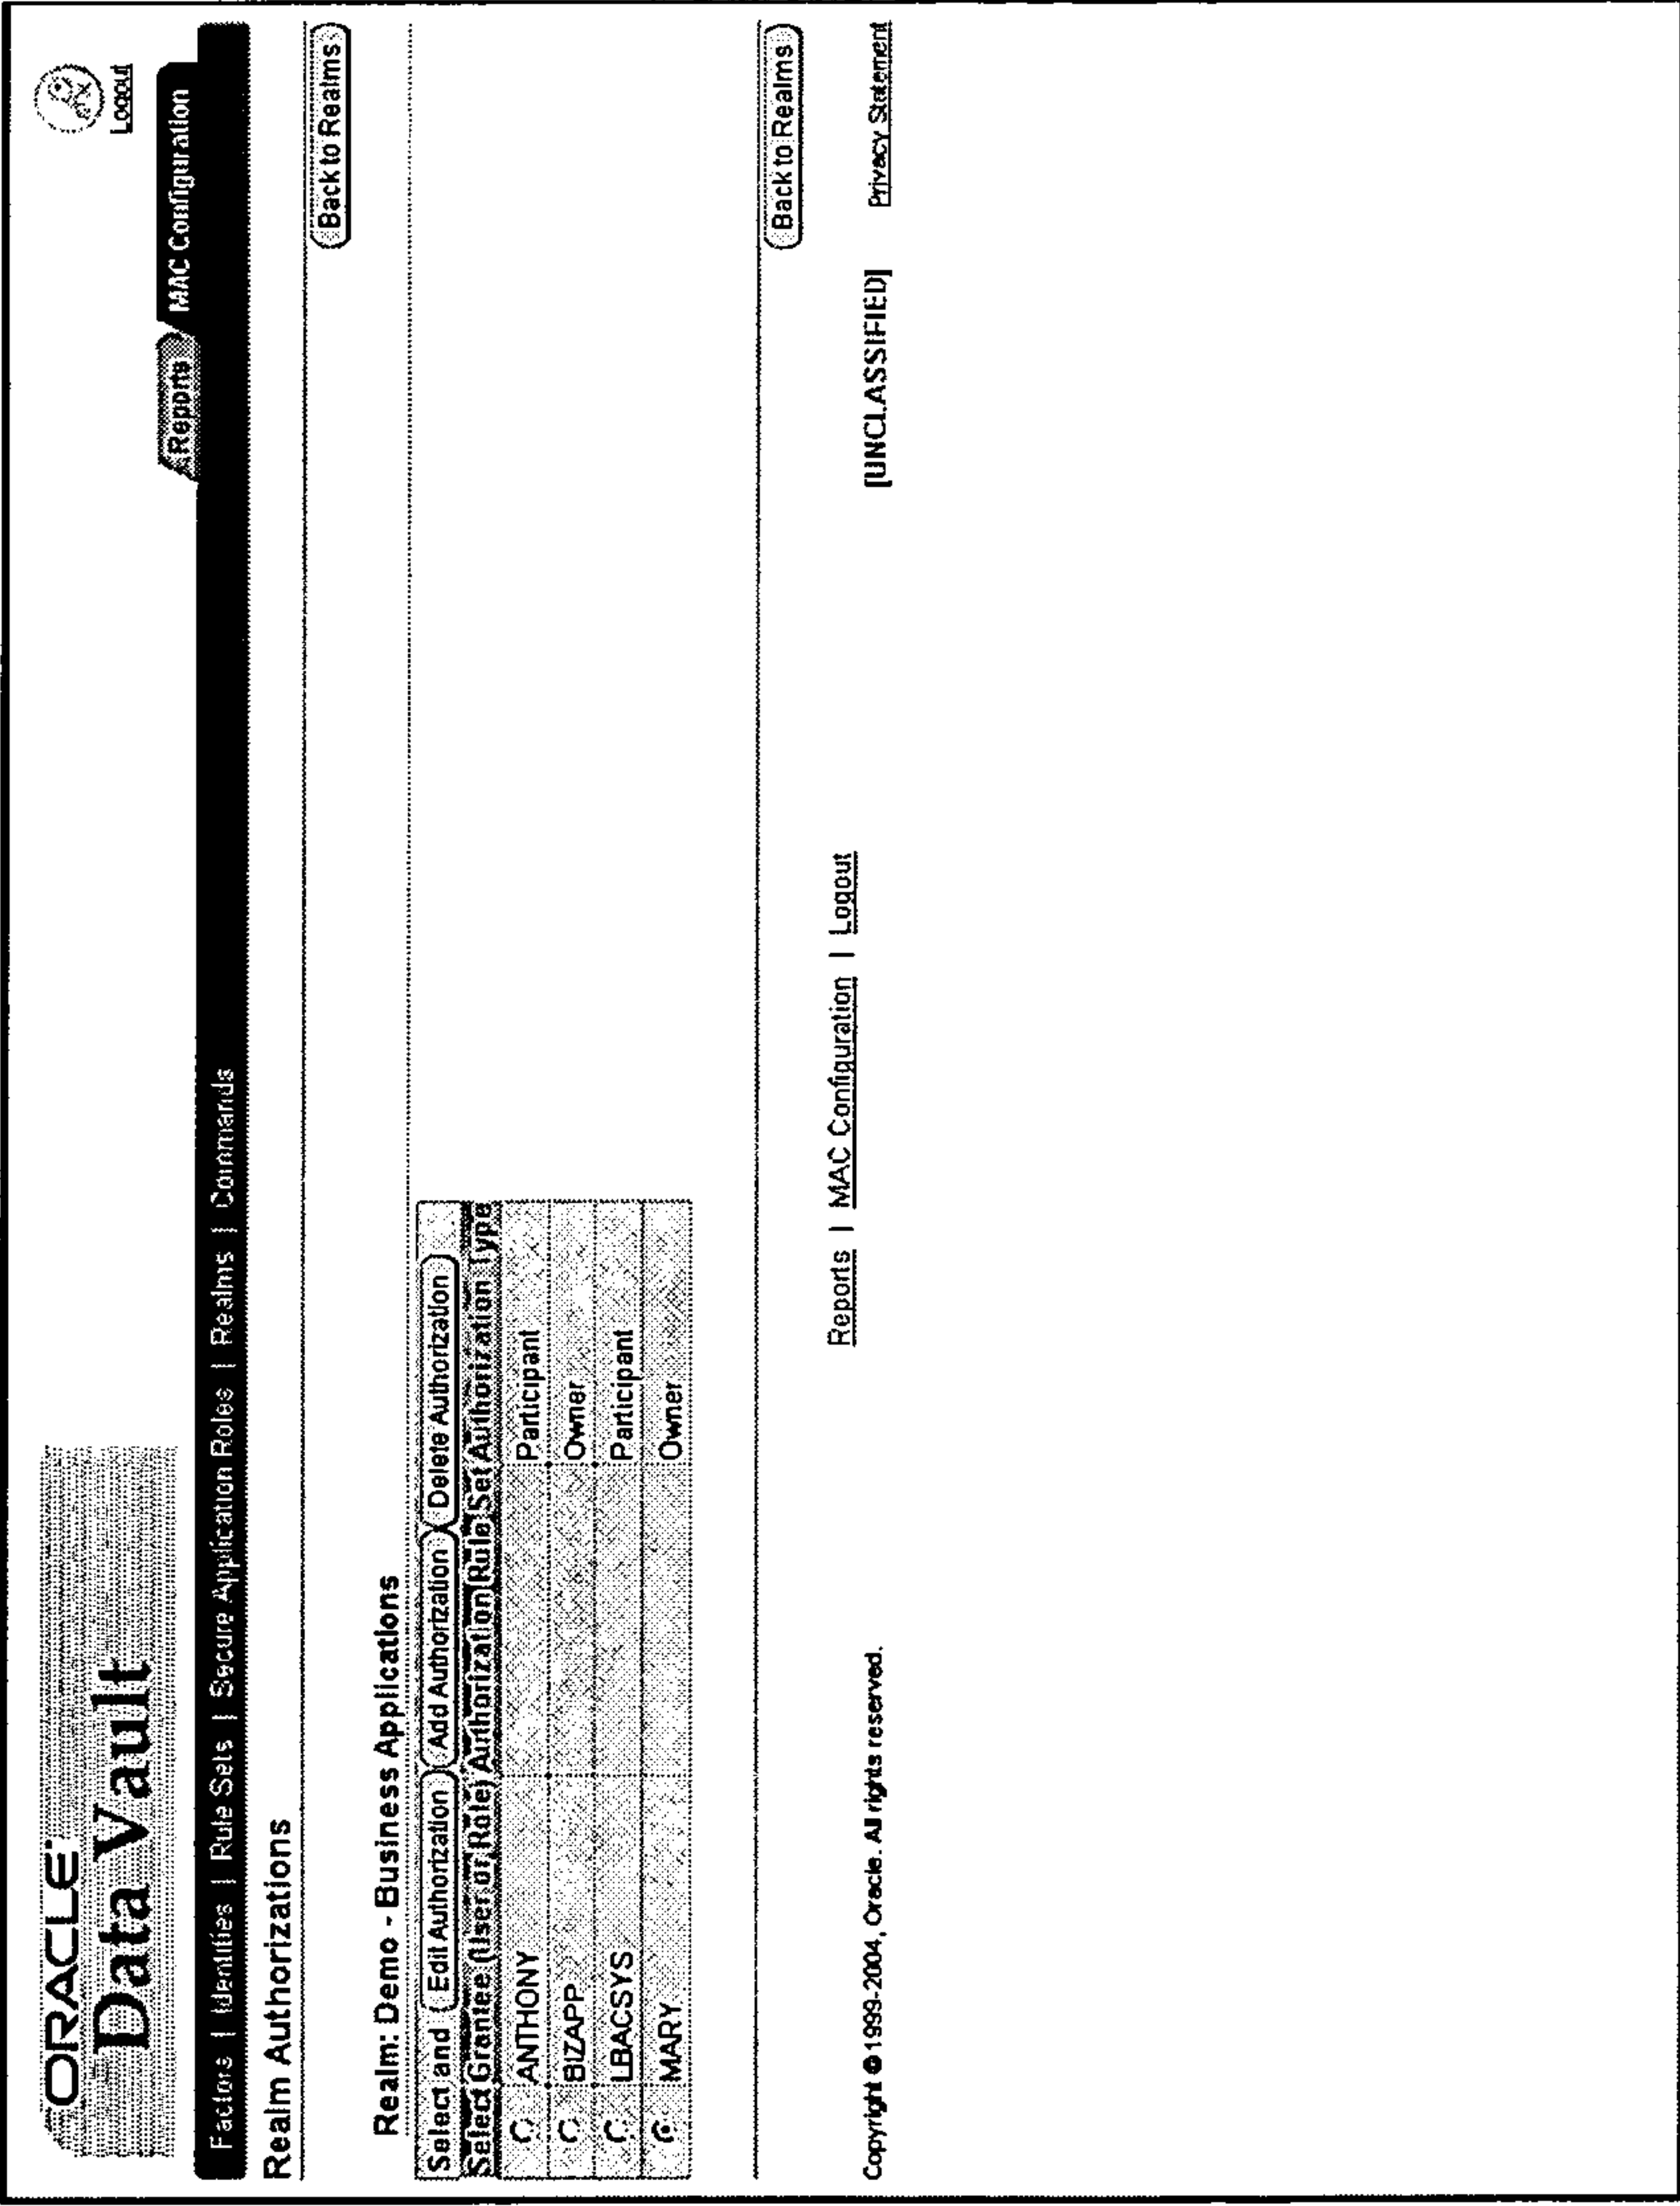 ORACLE
Data Vault
Logout
Reports MAC Configuration
Factors | Identities | Rule Sets | Secure Application Roles | Realms | Commands
Realm Authorizations
Back to Realms
Realm: Demo - Business Applications
Select and Edit Authorization Add Authorization Delete Authorization
Select Grantee (User or Role) Authorization Rule Set Authorization Type
ANTHONY Participant
BIZAPP Owner
LBACSYS Participant
MARY Owner
Back to Realms
Reports | MAC Configuration | Logout
Copyright ©1999-2004, Oracle. All rights reserved. [UNCLASSIFIED] Privacy Statement